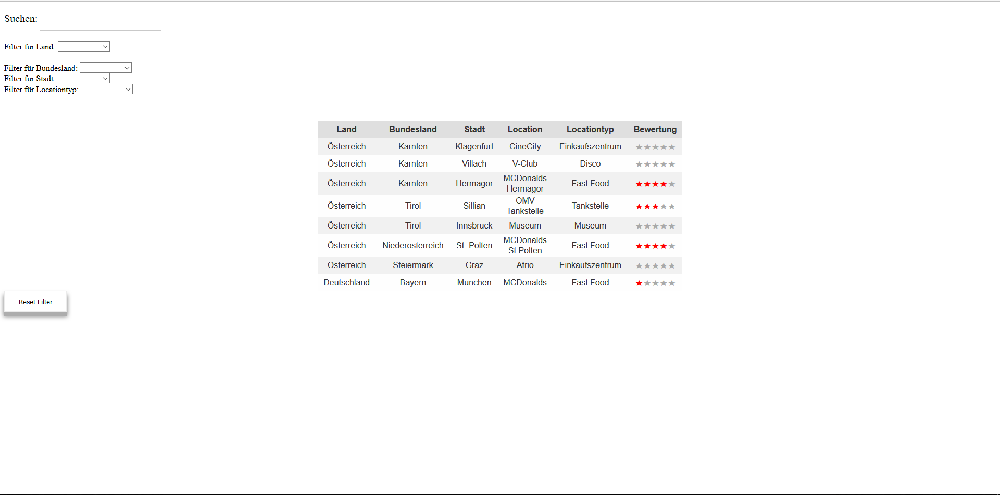 Suchen:
Filter für Land:
Filter für Bundesland:
Filter für Stadt:
Filter für Locationtyp:
Land Bundesland Stadt Location Locationtyp Bewertung
Österreich Kärnten Klagenfurt CineCity Einkaufszentrum
Österreich Kärnten Villach V-Club Disco
Österreich Kärnten Hermagor MCDonalds Hermagor Fast Food
Österreich Tirol Sillian OMV Tankstelle Tankstelle
Österreich Tirol Innsbruck Museum Museum
Österreich Niederösterreich St. Pölten MCDonalds St.Pölten Fast Food
Österreich Steiermark Graz Atrio Einkaufszentrum
Deutschland Bayern München MCDonalds Fast Food
Reset Filter